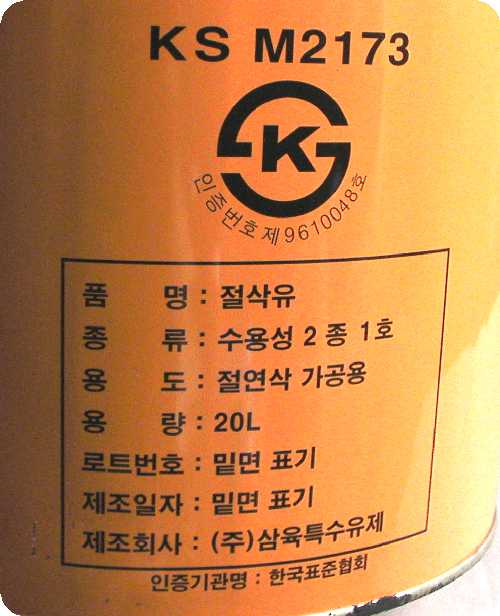 KS M2173
K
인증번호 제9610048호
품 명 : 절삭유
종 류 : 수용성 2 종 1호
용 도 : 절연삭 가공용
용 량 : 20L
로트번호 : 밑면 표기
제조일자 : 밑면 표기
제조회사 : (주)삼육특수유제
인증기관명 : 한국표준협회